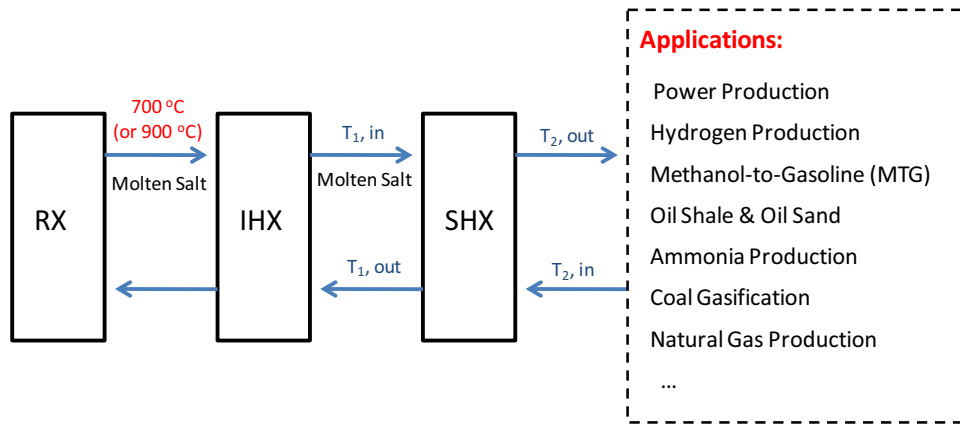 Applications:
700 °C
(or 900 °C)
Molten Salt
T₁, in
Molten Salt
T₂, out
RX
IHX
SHX
T₁, out
T₂, in
Power Production
Hydrogen Production
Methanol-to-Gasoline (MTG)
Oil Shale & Oil Sand
Ammonia Production
Coal Gasification
Natural Gas Production
...